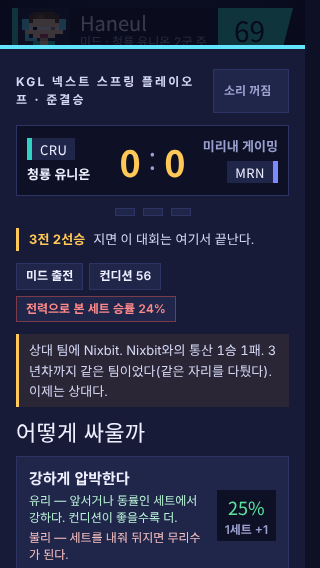 Haneul
미드 · 청룡 유니온 2군 주
69
KGL 넥스트 스프링 플레이오
프 · 준결승
소리 꺼짐
CRU
청룡 유니온
0 : 0
미리내 게이밍
MRN
3전 2선승 지면 이 대회는 여기서 끝난다.
미드 출전
컨디션 56
전력으로 본 세트 승률 24%
상대 팀에 Nixbit. Nixbit와의 통산 1승 1패. 3
년차까지 같은 팀이었다(같은 자리를 다퉜다).
이제는 상대다.
어떻게 싸울까
강하게 압박한다
유리 — 앞서거나 동률인 세트에서
강하다. 컨디션이 좋을수록 더.
불리 — 세트를 내줘 뒤지면 무리수
가 된다.
25%
1세트 +1